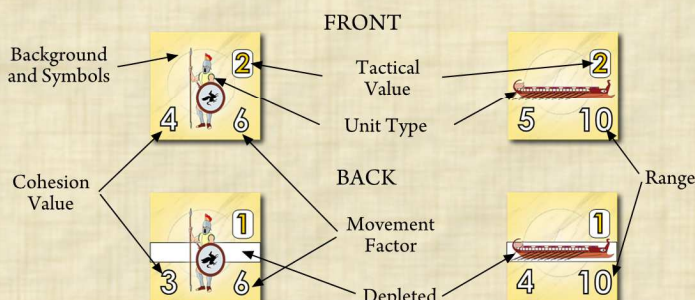 FRONT
Background
and Symbols
2
Tactical
Value
2
4
6
Unit Type
5
10
Cohesion
Value
BACK
Range
1
Movement
Factor
1
3
6
4
10
Depleted